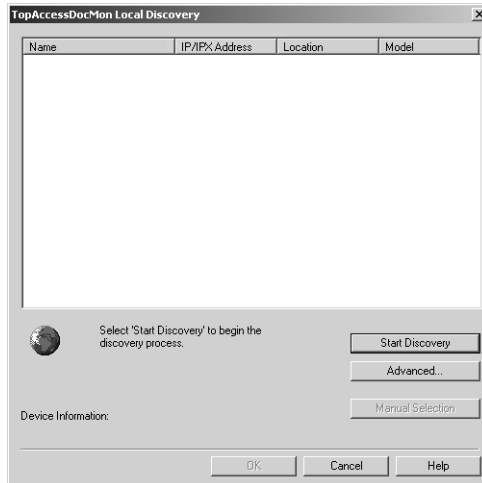 TopAccessDocMon Local Discovery
Name IP/IPX Address Location Model
Select 'Start Discovery' to begin the
discovery process.
Start Discovery
Advanced...
Manual Selection
Device Information:
OK Cancel Help